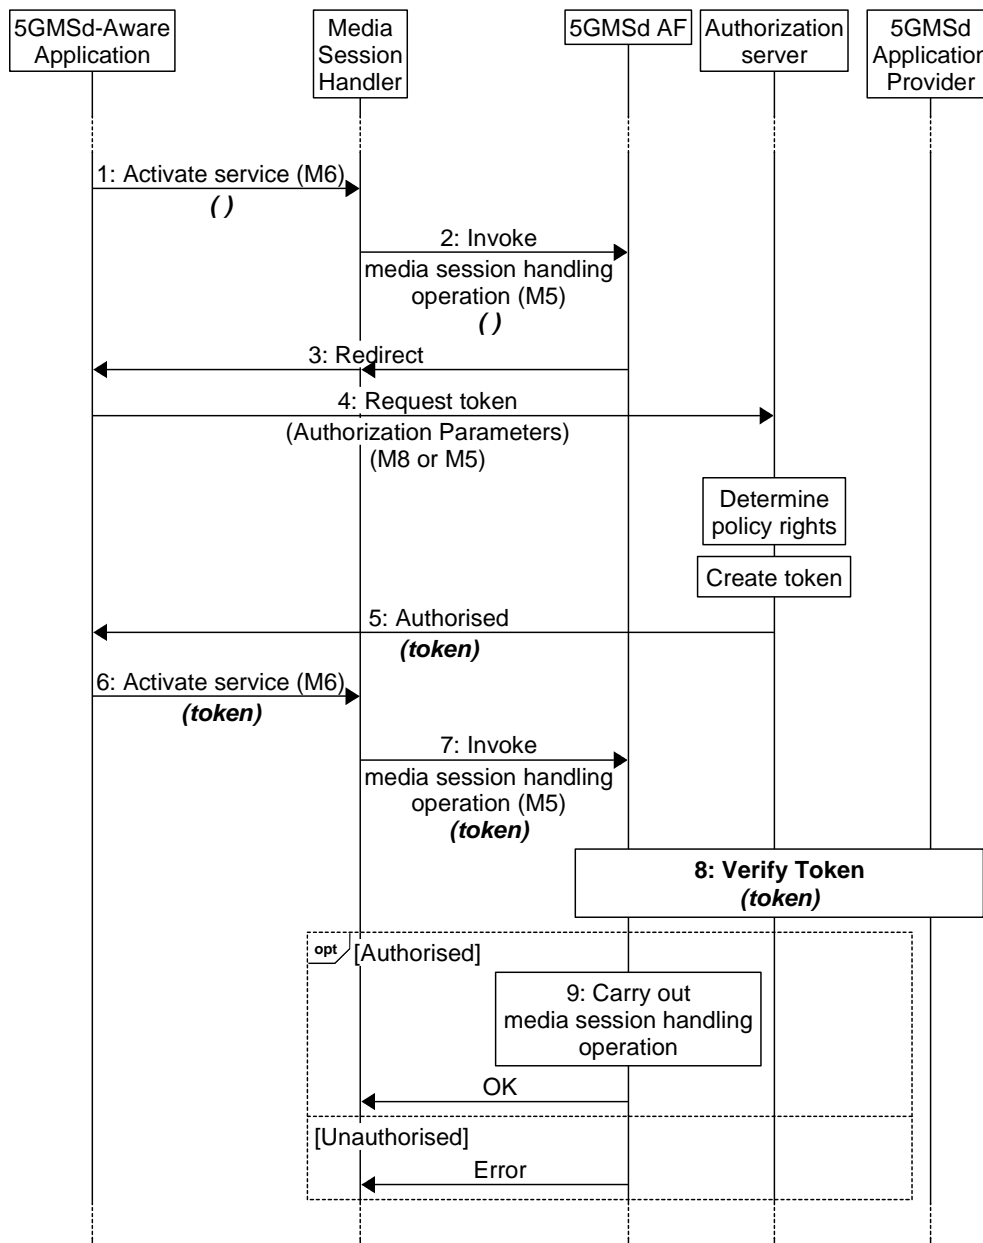 5GMSd-Aware
Application
Media
Session
Handler
5GMSd AF
Authorization
server
5GMSd
Application
Provider
1: Activate service (M6)
( )
2: Invoke
media session handling
operation (M5)
( )
3: Redirect
4: Request token
(Authorization Parameters)
(M8 or M5)
Determine
policy rights
Create token
5: Authorised
(token)
6: Activate service (M6)
(token)
7: Invoke
media session handling
operation (M5)
(token)
8: Verify Token
(token)
opt [Authorised]
9: Carry out
media session handling
operation
OK
[Unauthorised]
Error